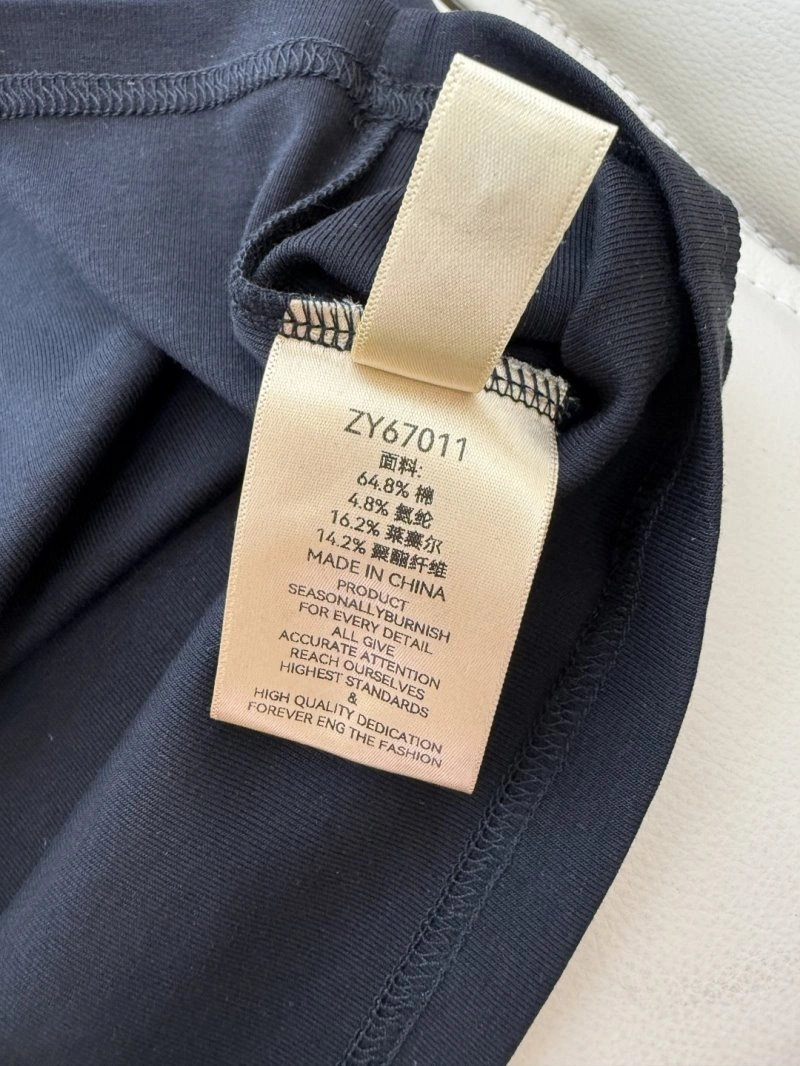 ZY67011
面料:
64.8% 棉
4.8% 氨纶
16.2% 莱赛尔
14.2% 聚酯纤维
MADE IN CHINA
PRODUCT
SEASONALLYBURNISH
FOR EVERY DETAIL
ALL GIVE
ACCURATE ATTENTION
REACH OURSELVES
HIGHEST STANDARDS
&
HIGH QUALITY DEDICATION
FOREVER ENG THE FASHION